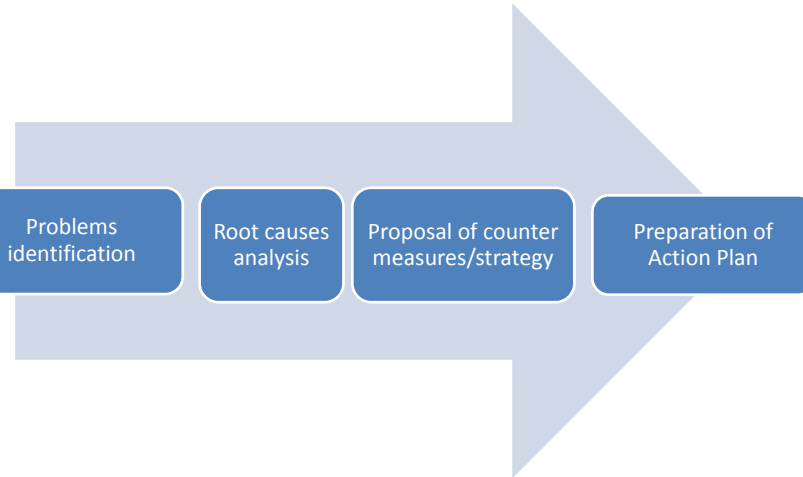 Problems
identification
Root causes
analysis
Proposal of counter
measures/strategy
Preparation of
Action Plan